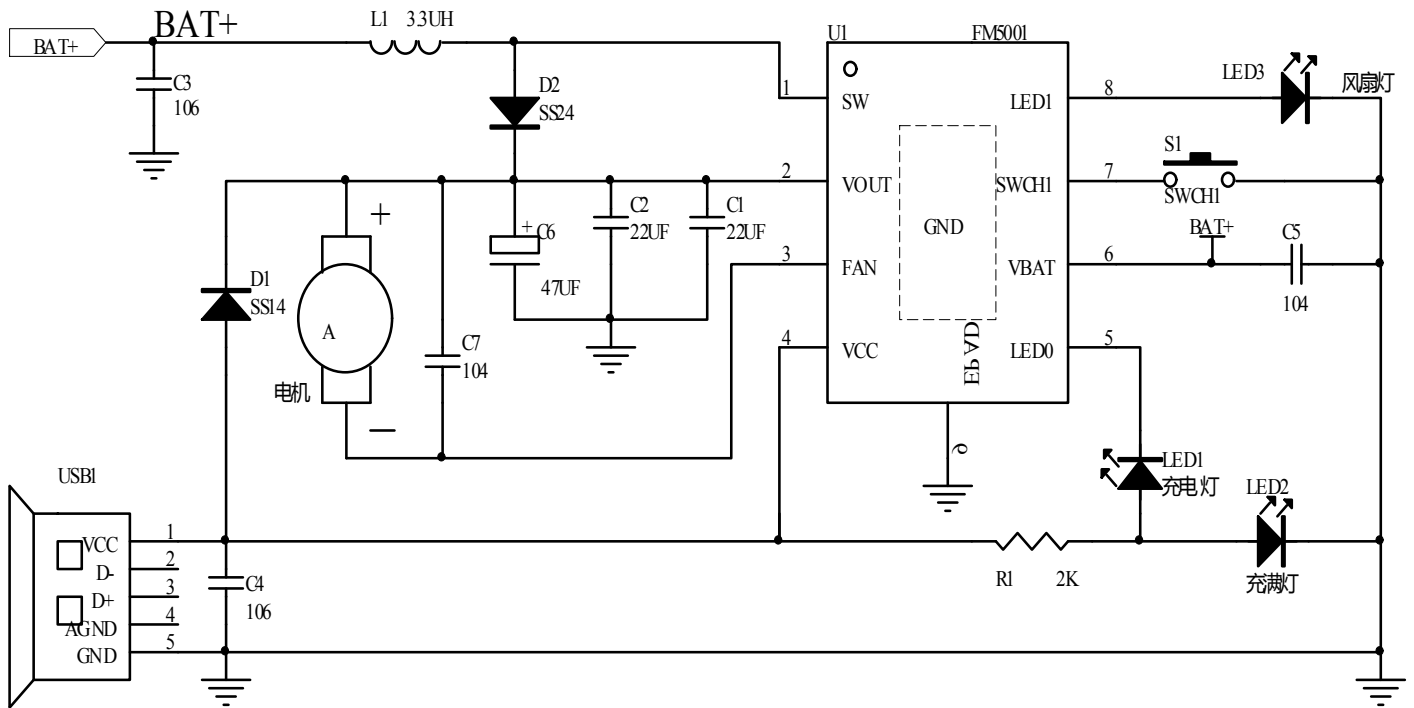 BAT+
BAT+
L1 3.3UH
C3
106
D2
SS24
U1 FM5001
1 SW
2 VOUT
3 FAN
4 VCC
GND
EPAD
9
LED1 8
SWCH1 7
VBAT 6
LED0 5
LED3
风扇灯
S1
SWCH1
BAT+
C5
104
D1
SS14
+
A
电机
—
C7
104
+ C6
47UF
C2
22UF
C1
22UF
LED1
充电灯
LED2
充满灯
R1 2K
USB1
VCC 1
D- 2
D+ 3
AGND 4
GND 5
C4
106